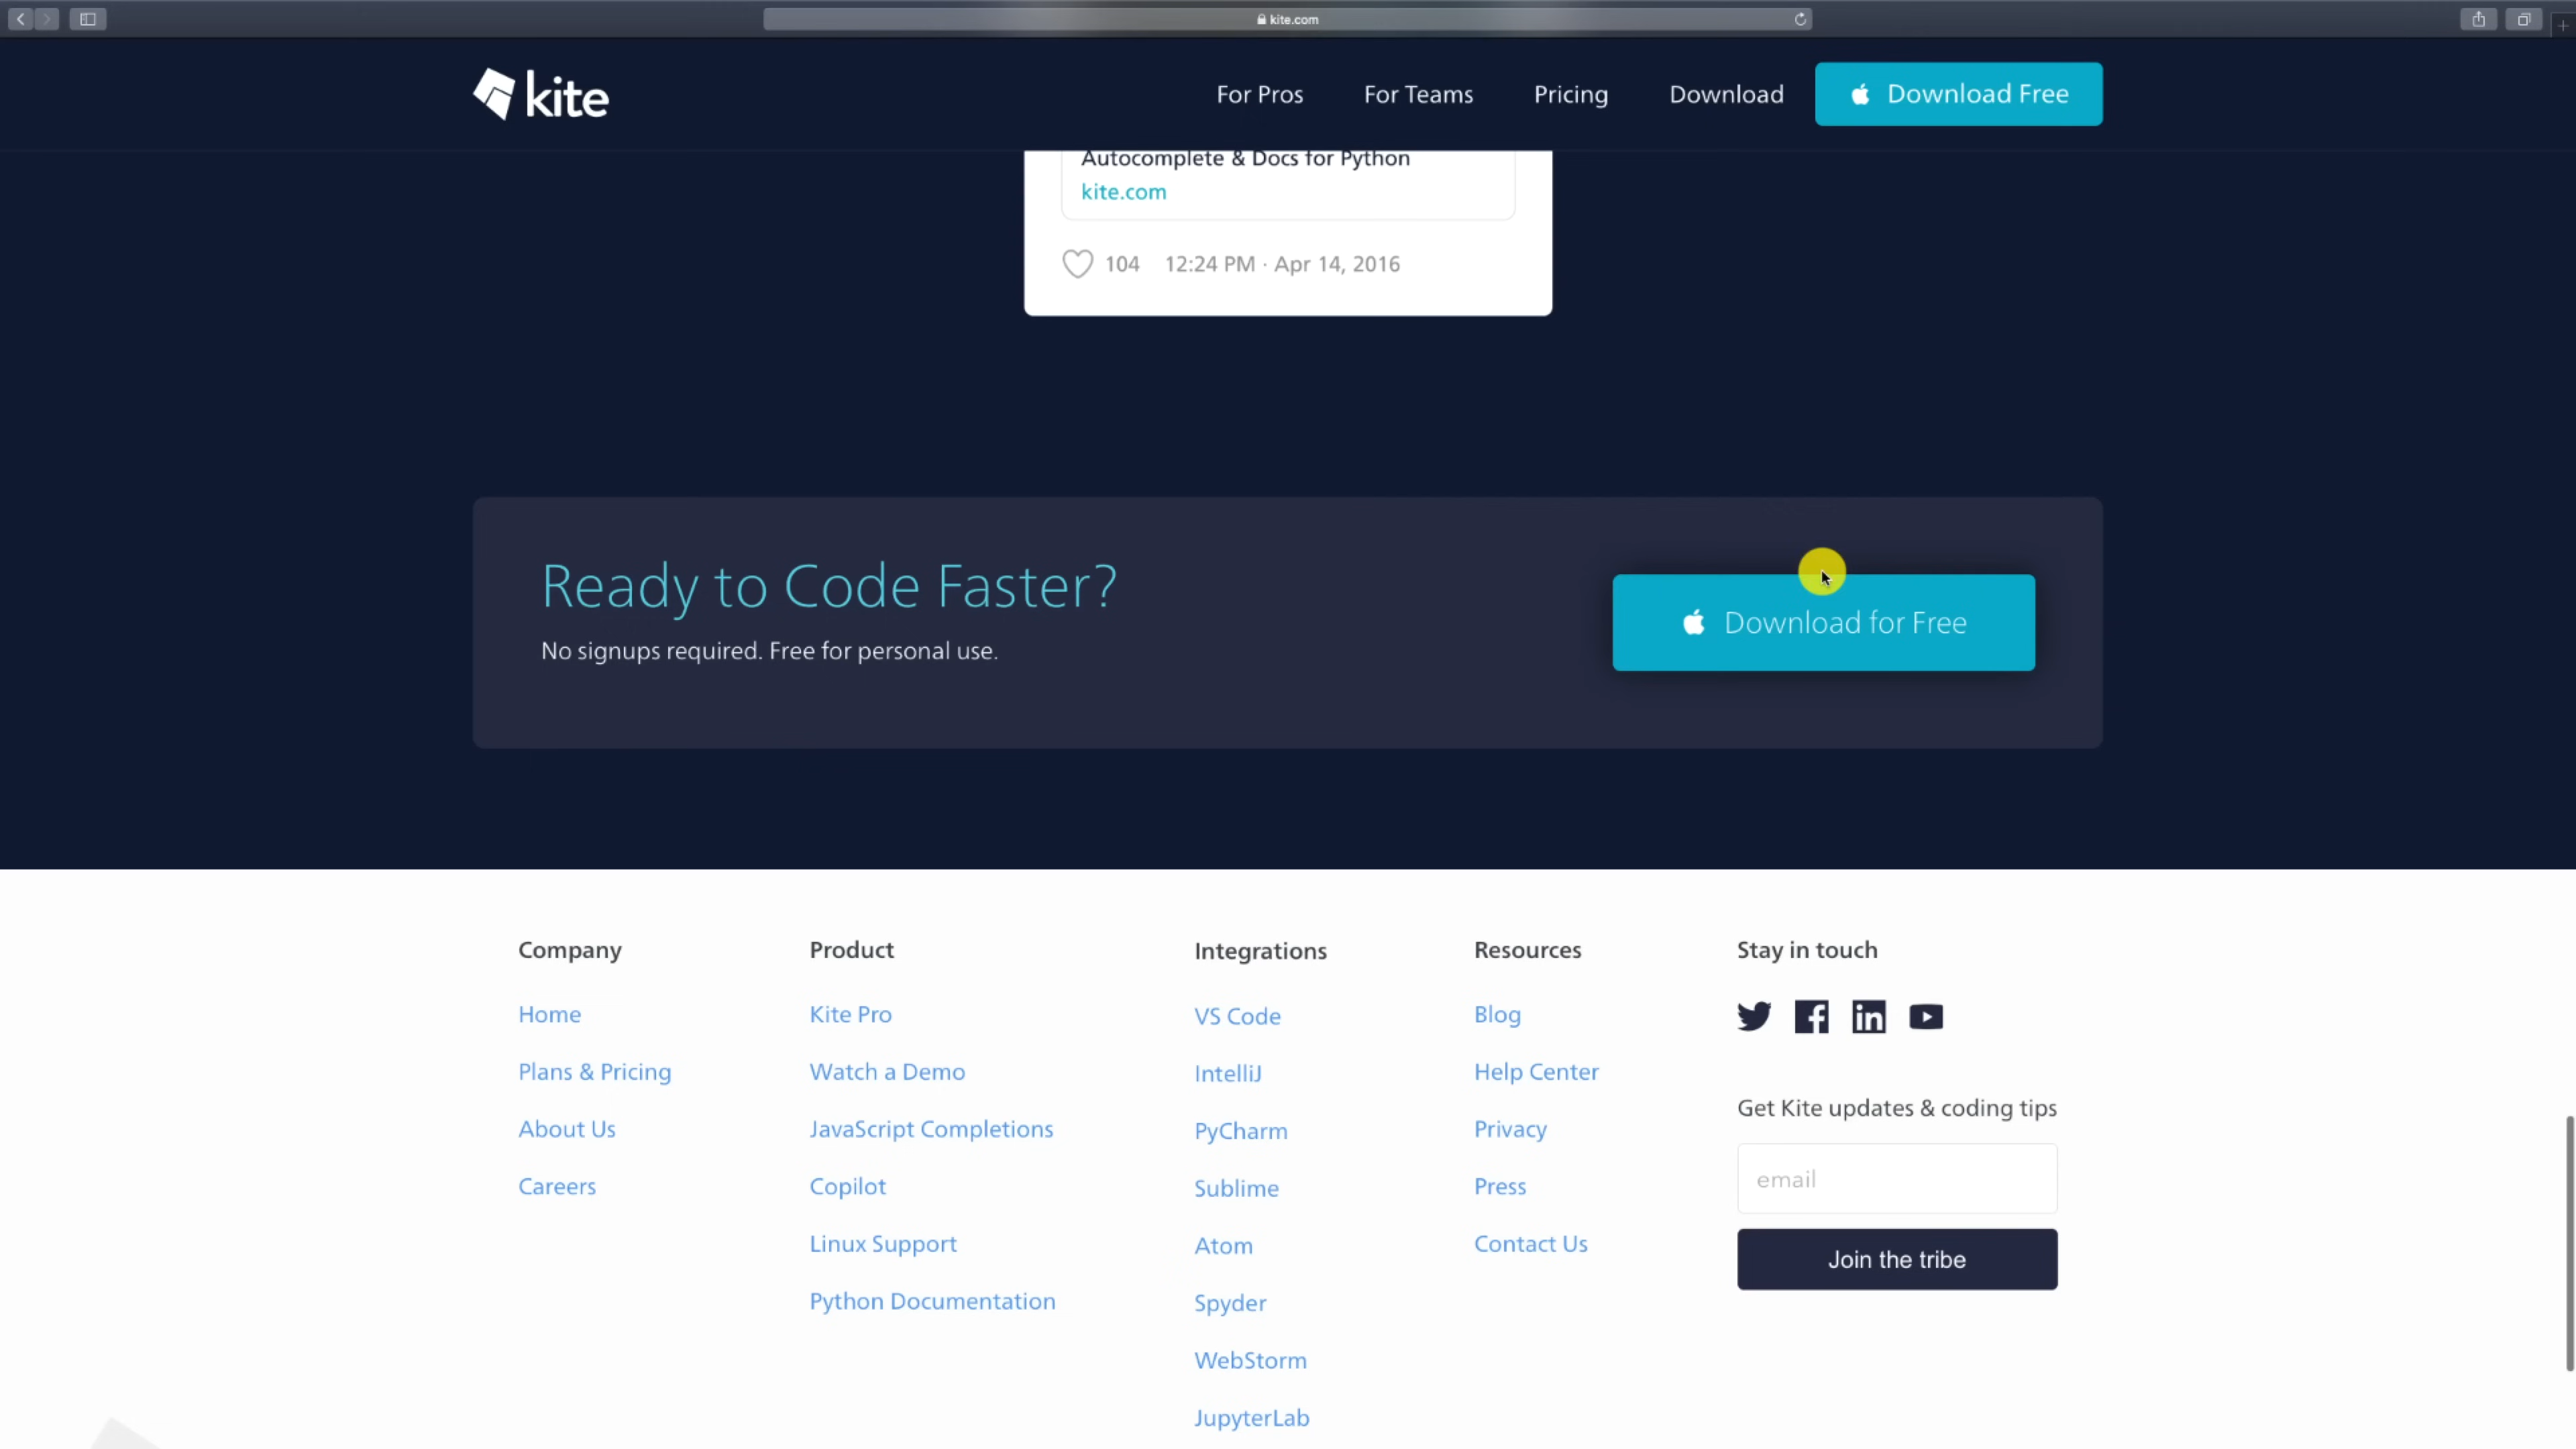 kite.com
kite
For Pros
For Teams
Pricing
Download
Download Free
Autocomplete & Docs for Python
kite.com
104
12:24 PM · Apr 14, 2016
Ready to Code Faster?
No signups required. Free for personal use.
Download for Free
Company
Home
Plans & Pricing
About Us
Careers
Product
Kite Pro
Watch a Demo
JavaScript Completions
Copilot
Linux Support
Python Documentation
Integrations
VS Code
IntelliJ
PyCharm
Sublime
Atom
Spyder
WebStorm
JupyterLab
Resources
Blog
Help Center
Privacy
Press
Contact Us
Stay in touch
Get Kite updates & coding tips
email
Join the tribe